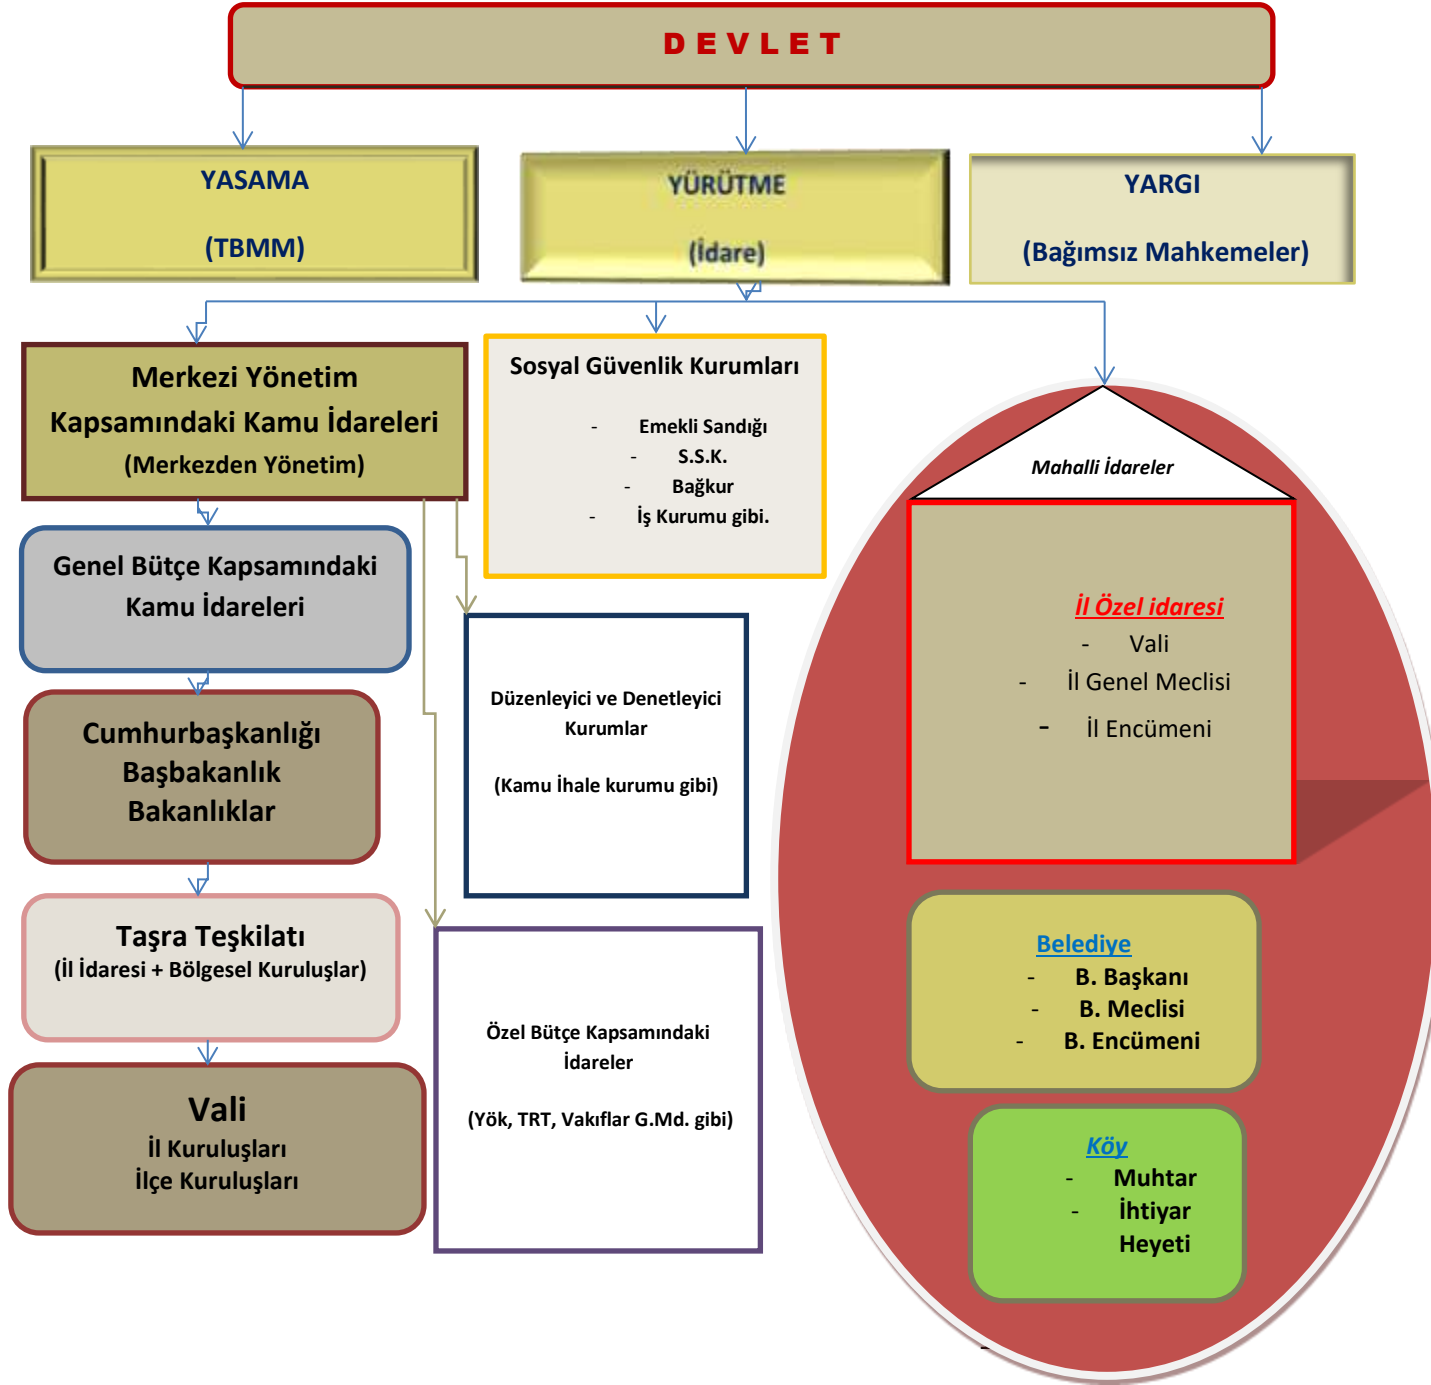 D E V L E T
YASAMA
(TBMM)
YÜRÜTME
(İdare)
YARGI
(Bağımsız Mahkemeler)
Merkezi Yönetim
Kapsamındaki Kamu İdareleri
(Merkezden Yönetim)
Sosyal Güvenlik Kurumları
- Emekli Sandığı
- S.S.K.
- Bağkur
- İş Kurumu gibi.
Mahalli İdareler
Genel Bütçe Kapsamındaki
Kamu İdareleri
Düzenleyici ve Denetleyici
Kurumlar
(Kamu İhale kurumu gibi)
İl Özel idaresi
- Vali
- İl Genel Meclisi
- İl Encümeni
Cumhurbaşkanlığı
Başbakanlık
Bakanlıklar
Taşra Teşkilatı
(İl İdaresi + Bölgesel Kuruluşlar)
Özel Bütçe Kapsamındaki
İdareler
(Yök, TRT, Vakıflar G.Md. gibi)
Belediye
- B. Başkanı
- B. Meclisi
- B. Encümeni
Vali
İl Kuruluşları
İlçe Kuruluşları
Köy
- Muhtar
- İhtiyar
Heyeti